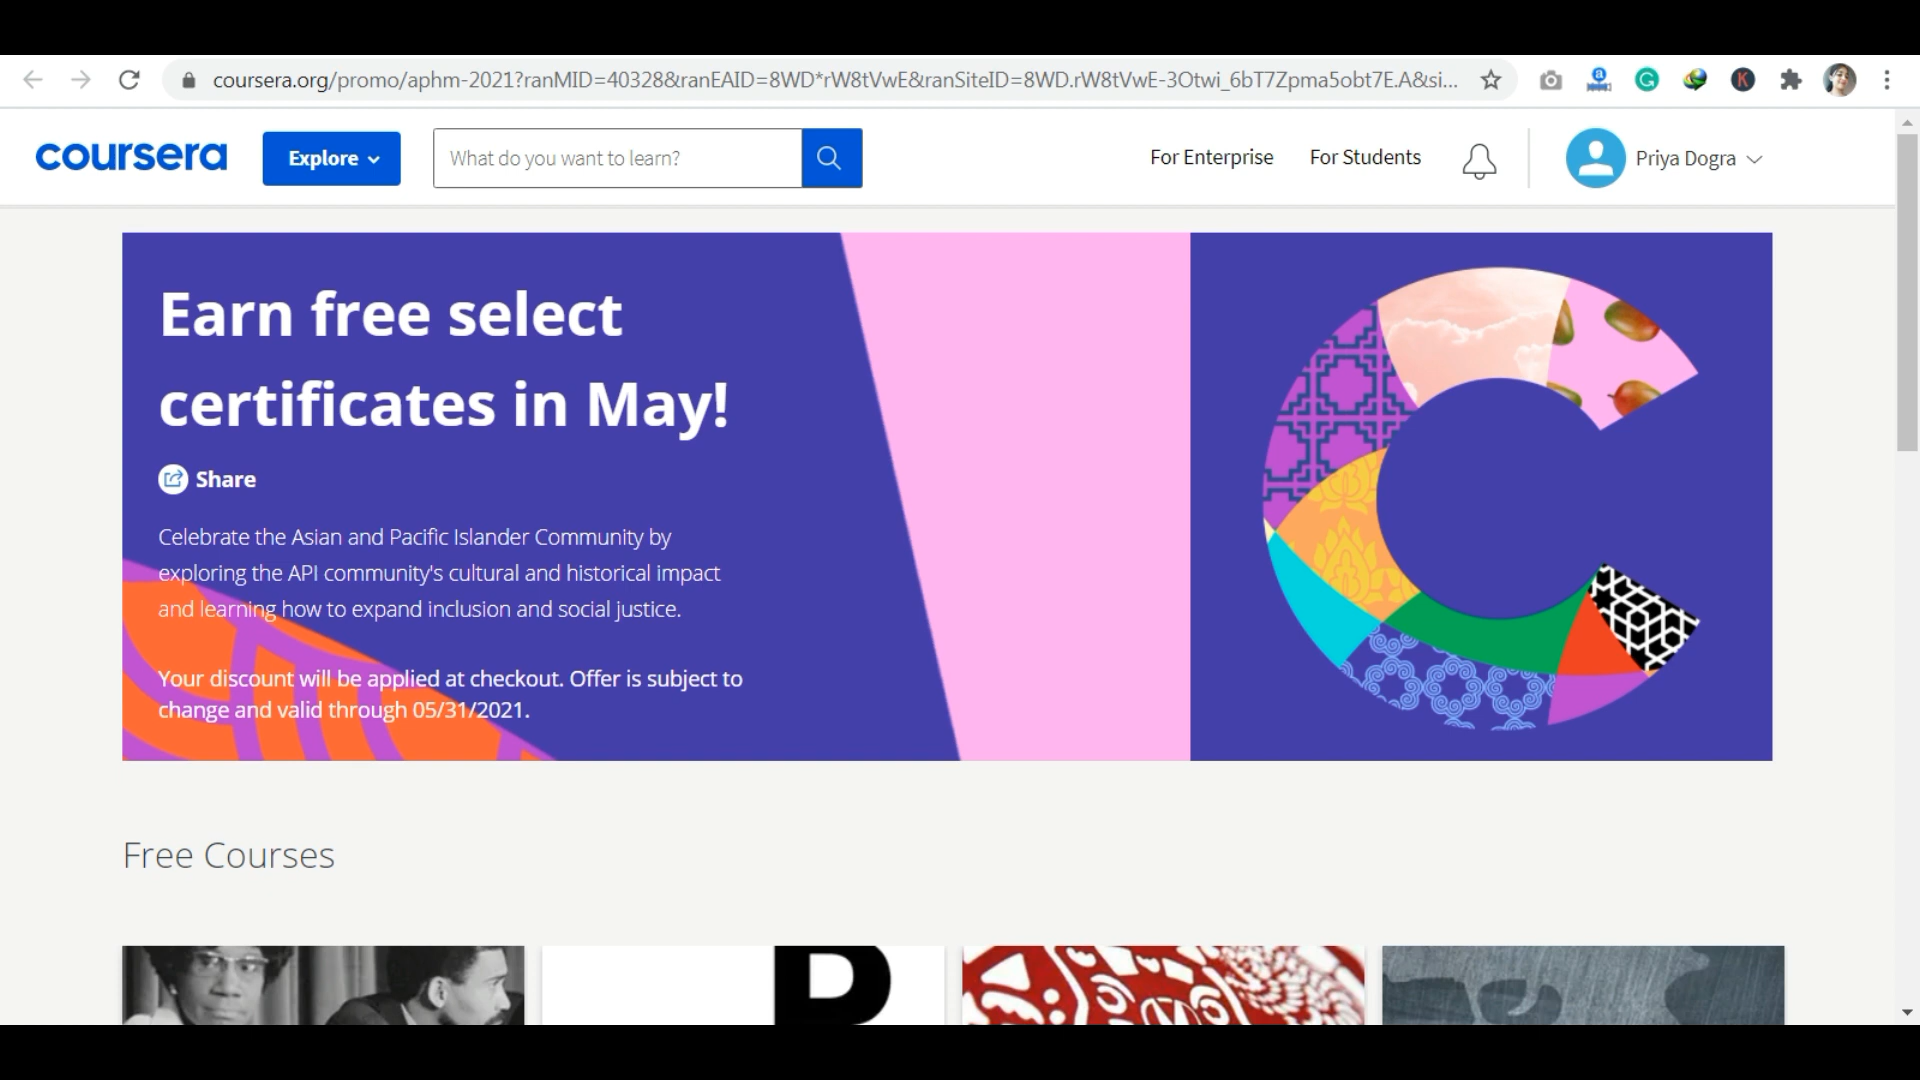 coursera.org/promo/aphm-2021?ranMID=40328&ranEAID=8WD*rW8tVwE&ranSiteID=8WD.rW8tVwE-3Otwi_6bT7Zpma5obt7E.A&si...
coursera
Explore
What do you want to learn?
For Enterprise
For Students
Priya Dogra
Earn free select
certificates in May!
Share
Celebrate the Asian and Pacific Islander Community by
exploring the API community's cultural and historical impact
and learning how to expand inclusion and social justice.
Your discount will be applied at checkout. Offer is subject to
change and valid through 05/31/2021.
Free Courses
B